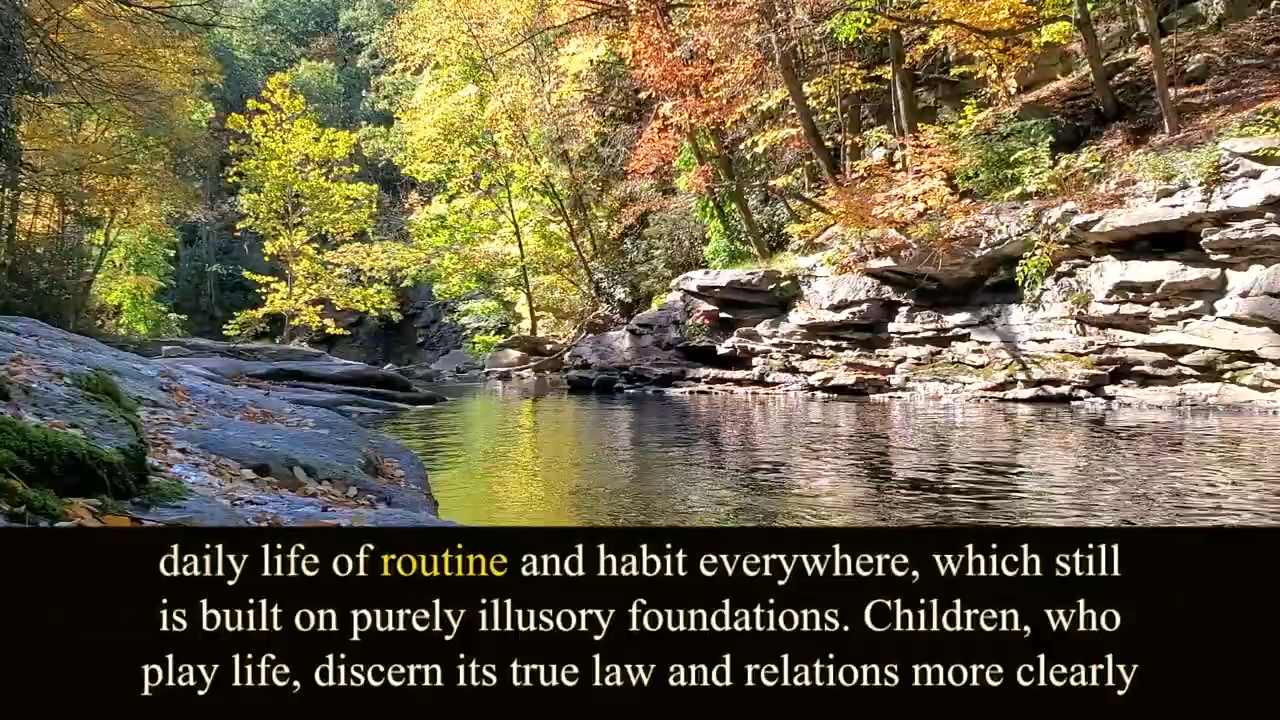 daily life of routine and habit everywhere, which still
is built on purely illusory foundations. Children, who
play life, discern its true law and relations more clearly